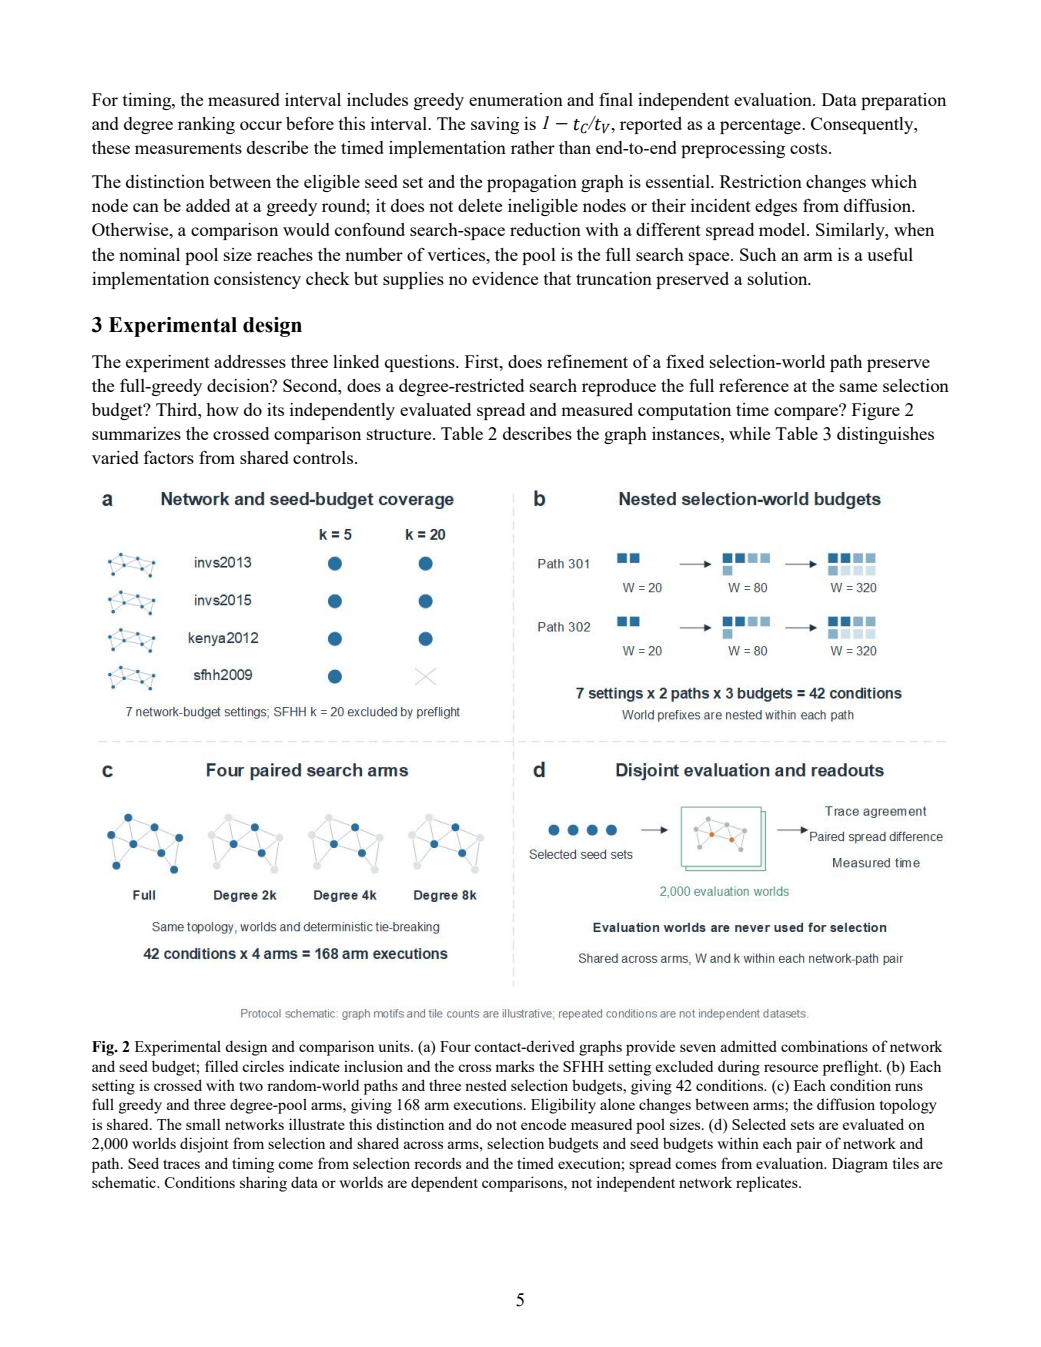 For timing, the measured interval includes greedy enumeration and final independent evaluation. Data preparation
and degree ranking occur before this interval. The saving is 1 − tC/tV, reported as a percentage. Consequently,
these measurements describe the timed implementation rather than end-to-end preprocessing costs.
The distinction between the eligible seed set and the propagation graph is essential. Restriction changes which
node can be added at a greedy round; it does not delete ineligible nodes or their incident edges from diffusion.
Otherwise, a comparison would confound search-space reduction with a different spread model. Similarly, when
the nominal pool size reaches the number of vertices, the pool is the full search space. Such an arm is a useful
implementation consistency check but supplies no evidence that truncation preserved a solution.
3 Experimental design
The experiment addresses three linked questions. First, does refinement of a fixed selection-world path preserve
the full-greedy decision? Second, does a degree-restricted search reproduce the full reference at the same selection
budget? Third, how do its independently evaluated spread and measured computation time compare? Figure 2
summarizes the crossed comparison structure. Table 2 describes the graph instances, while Table 3 distinguishes
varied factors from shared controls.
a Network and seed-budget coverage
k = 5 k = 20
invs2013
invs2015
kenya2012
sfhh2009
7 network-budget settings; SFHH k = 20 excluded by preflight
b Nested selection-world budgets
Path 301
W = 20 W = 80 W = 320
Path 302
W = 20 W = 80 W = 320
7 settings x 2 paths x 3 budgets = 42 conditions
World prefixes are nested within each path
c Four paired search arms
Full Degree 2k Degree 4k Degree 8k
Same topology, worlds and deterministic tie-breaking
42 conditions x 4 arms = 168 arm executions
d Disjoint evaluation and readouts
Selected seed sets
2,000 evaluation worlds
Trace agreement
Paired spread difference
Measured time
Evaluation worlds are never used for selection
Shared across arms, W and k within each network-path pair
Protocol schematic: graph motifs and tile counts are illustrative; repeated conditions are not independent datasets.
Fig. 2 Experimental design and comparison units. (a) Four contact-derived graphs provide seven admitted combinations of network
and seed budget; filled circles indicate inclusion and the cross marks the SFHH setting excluded during resource preflight. (b) Each
setting is crossed with two random-world paths and three nested selection budgets, giving 42 conditions. (c) Each condition runs
full greedy and three degree-pool arms, giving 168 arm executions. Eligibility alone changes between arms; the diffusion topology
is shared. The small networks illustrate this distinction and do not encode measured pool sizes. (d) Selected sets are evaluated on
2,000 worlds disjoint from selection and shared across arms, selection budgets and seed budgets within each pair of network and
path. Seed traces and timing come from selection records and the timed execution; spread comes from evaluation. Diagram tiles are
schematic. Conditions sharing data or worlds are dependent comparisons, not independent network replicates.
5